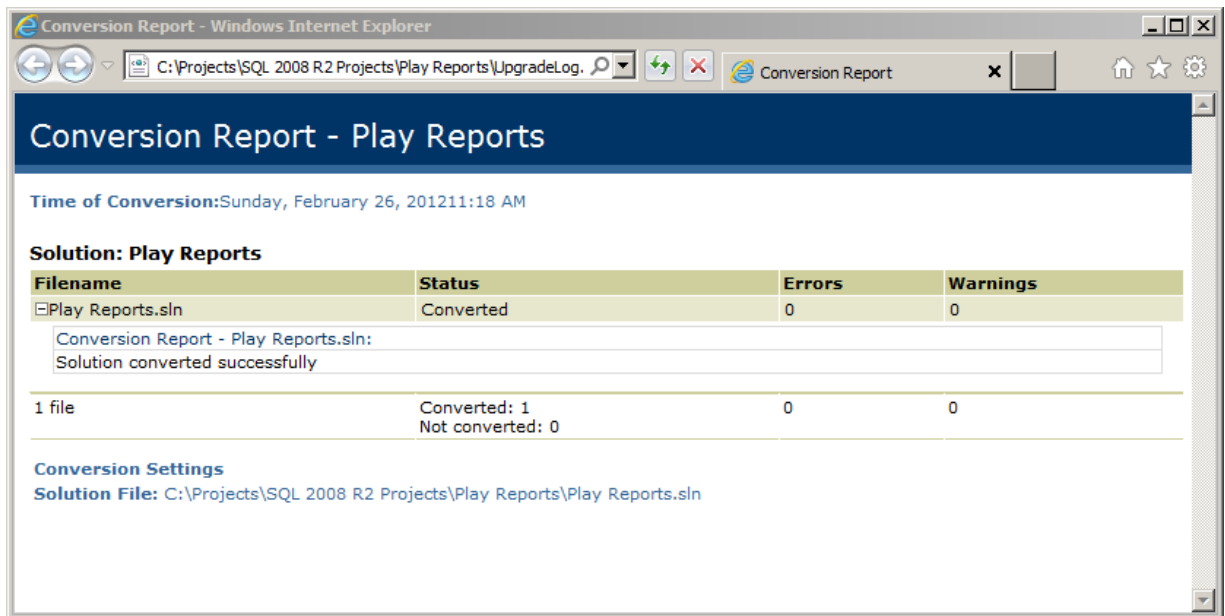 Conversion Report - Windows Internet Explorer
C:\Projects\SQL 2008 R2 Projects\Play Reports\UpgradeLog.
Conversion Report
Conversion Report - Play Reports
Time of Conversion:Sunday, February 26, 201211:18 AM
Solution: Play Reports
Filename Status Errors Warnings
Play Reports.sln Converted 0 0
Conversion Report - Play Reports.sln:
Solution converted successfully
1 file Converted: 1 0 0
Not converted: 0
Conversion Settings
Solution File: C:\Projects\SQL 2008 R2 Projects\Play Reports\Play Reports.sln